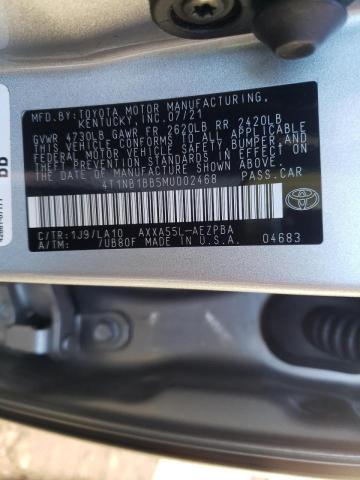 MFD.BY: TOYOTA MOTOR MANUFACTURING,
KENTUCKY, INC.07/21
GVWR 4730LB GAWR FR 2620LB RR 2420LB
THIS VEHICLE CONFORMS TO ALL APPLICABLE
FEDERAL MOTOR VEHICLE SAFETY, BUMPER, AND
THEFT PREVENTION STANDARDS IN EFFECT ON
THE DATE OF MANUFACTURE SHOWN ABOVE.
4T1NB1BB5MU002468 PASS.CAR
C/TR:1J9/LA10 AXXA55L-AEZPBA
A/TM: 7UB80F 04683